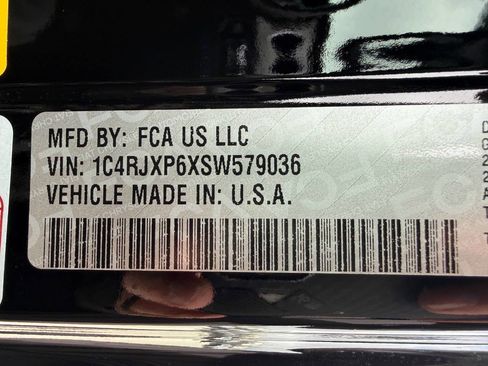 MFD BY: FCA US LLC
VIN: 1C4RJXP6XSW579036
VEHICLE MADE IN: U.S.A.